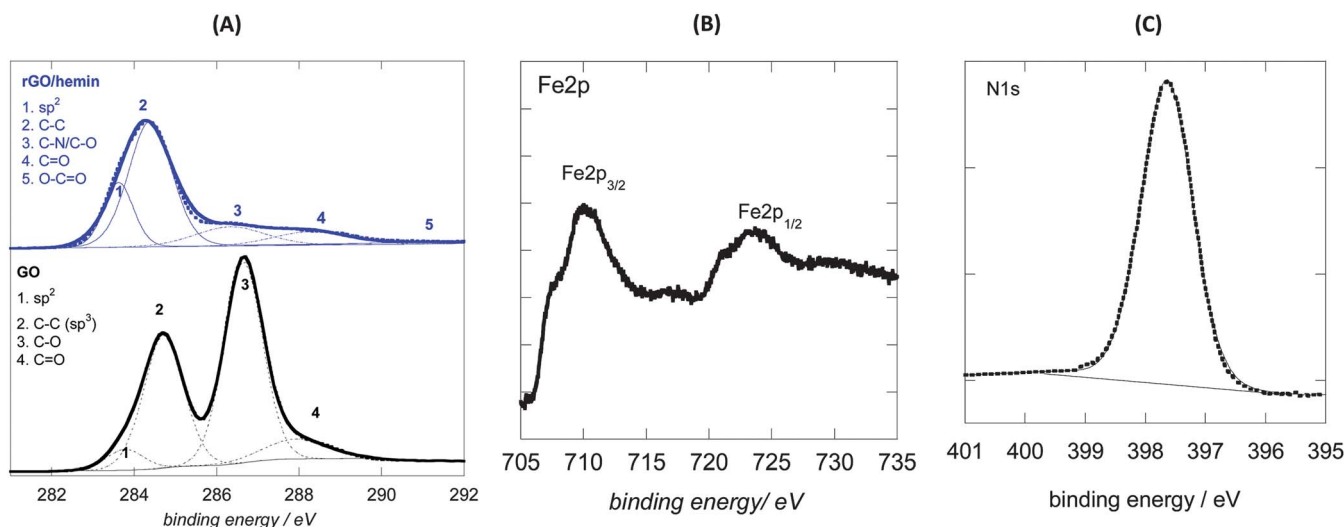 (A)
rGO/hemin
1. sp²
2. C-C
3. C-N/C-O
4. C=O
5. O-C=O
2
1
3
4
5
GO
1. sp²
2. C-C (sp³)
3. C-O
4. C=O
2
3
1
4
282 284 286 288 290 292
binding energy / eV
(B)
Fe2p
Fe2p3/2
Fe2p1/2
705 710 715 720 725 730 735
binding energy/ eV
(C)
N1s
401 400 399 398 397 396 395
binding energy/ eV